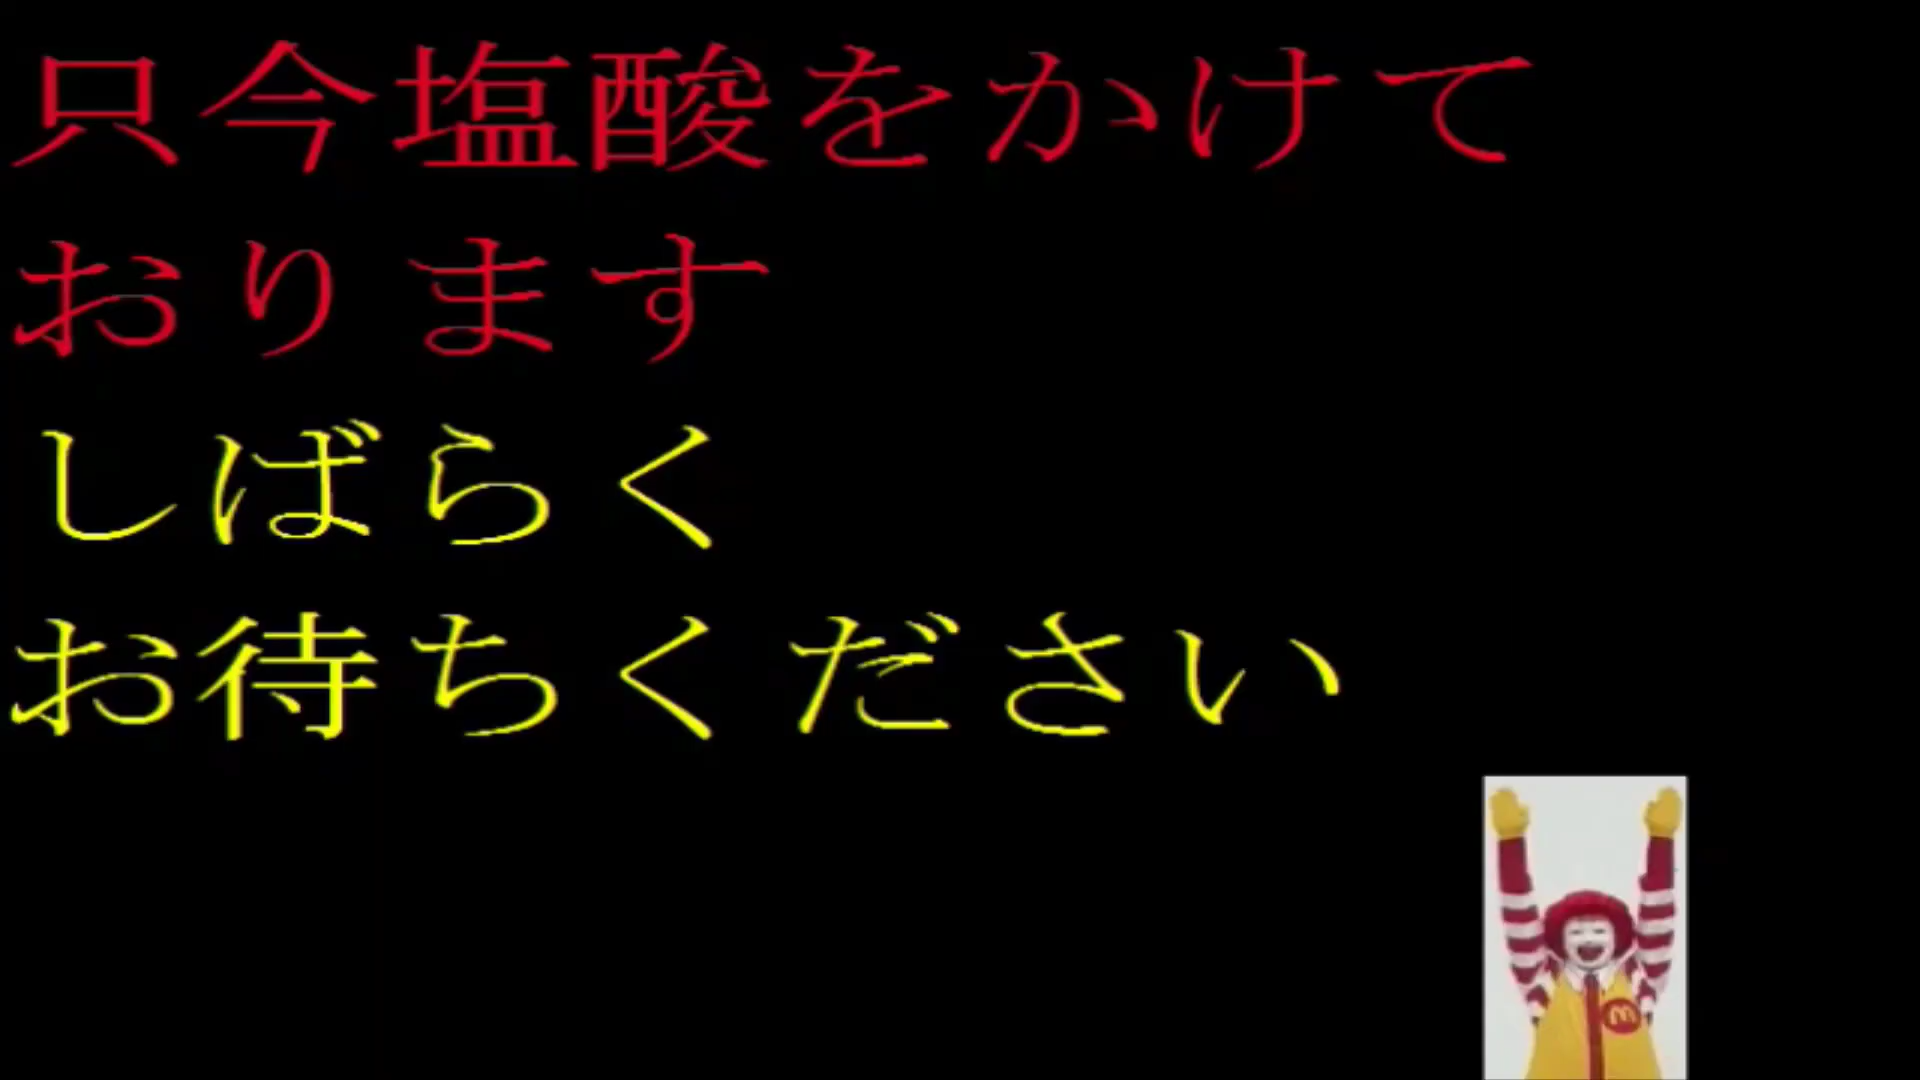 只今塩酸をかけて
おります
しばらく
お待ちください